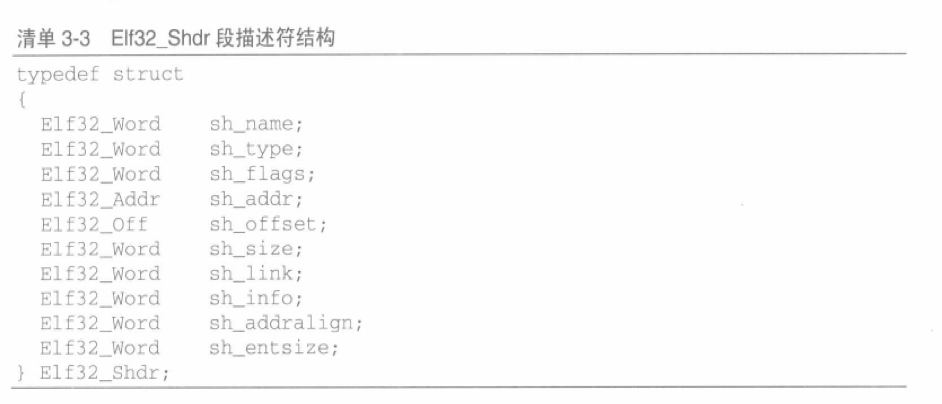 清单 3-3 Elf32_Shdr 段描述符结构
typedef struct
{
  Elf32_Word    sh_name;
  Elf32_Word    sh_type;
  Elf32_Word    sh_flags;
  Elf32_Addr    sh_addr;
  Elf32_Off     sh_offset;
  Elf32_Word    sh_size;
  Elf32_Word    sh_link;
  Elf32_Word    sh_info;
  Elf32_Word    sh_addralign;
  Elf32_Word    sh_entsize;
} Elf32_Shdr;